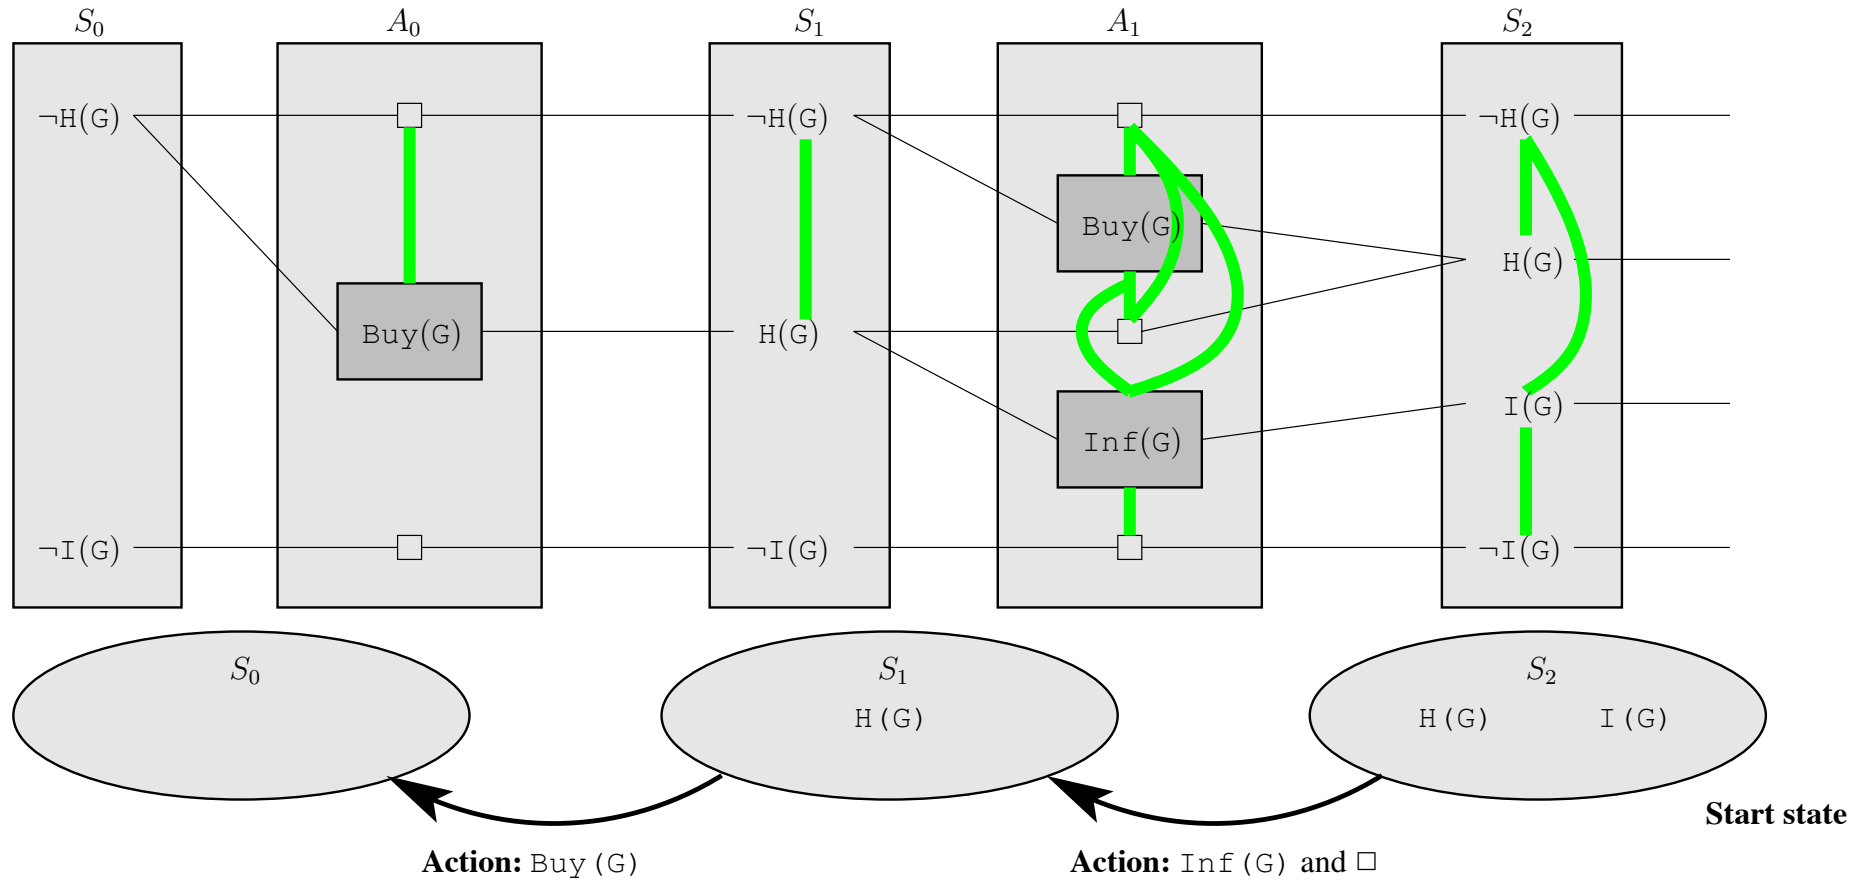 S₀ A₀ S₁ A₁ S₂
¬H(G) ¬H(G) ¬H(G)
Buy(G) H(G)
Buy(G) H(G)
I(G)
Inf(G)
¬I(G) ¬I(G) ¬I(G)
S₀ S₁ S₂
H(G) H(G) I(G)
Start state
Action: Buy(G) Action: Inf(G) and □